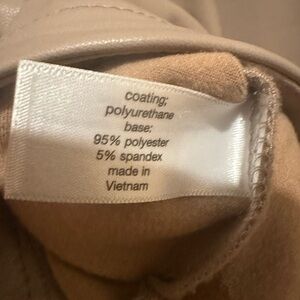 coating;
polyurethane
base:
95% polyester
5% spandex
made in
Vietnam